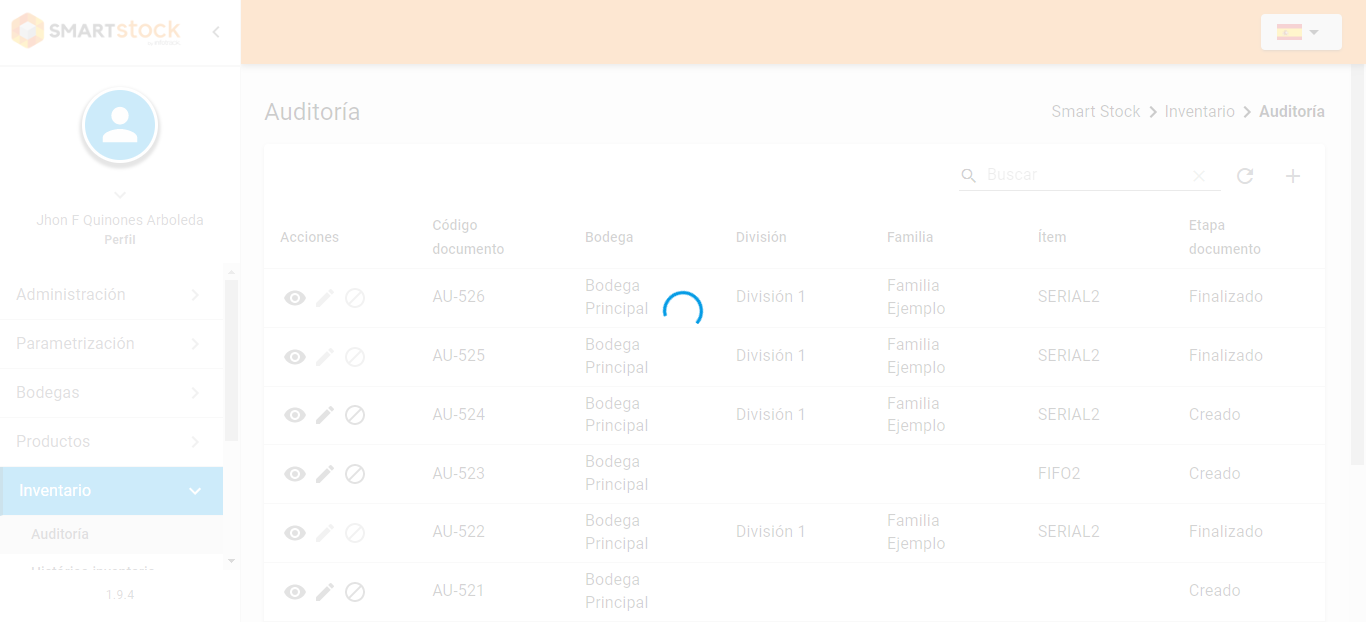 SMARTstock
Auditoría
Smart Stock
Inventario
Auditoría
Buscar
Jhon F Quinones Arboleda
Perfil
Administración
Parametrización
Bodegas
Productos
Inventario
Auditoría
Histórico inventario
1.9.4
Acciones
Código
documento
Bodega
División
Familia
Ítem
Etapa
documento
AU-526
Bodega
Principal
División 1
Familia
Ejemplo
SERIAL2
Finalizado
AU-525
Bodega
Principal
División 1
Familia
Ejemplo
SERIAL2
Finalizado
AU-524
Bodega
Principal
División 1
Familia
Ejemplo
SERIAL2
Creado
AU-523
Bodega
Principal
FIFO2
Creado
AU-522
Bodega
Principal
División 1
Familia
Ejemplo
SERIAL2
Finalizado
AU-521
Bodega
Principal
Creado